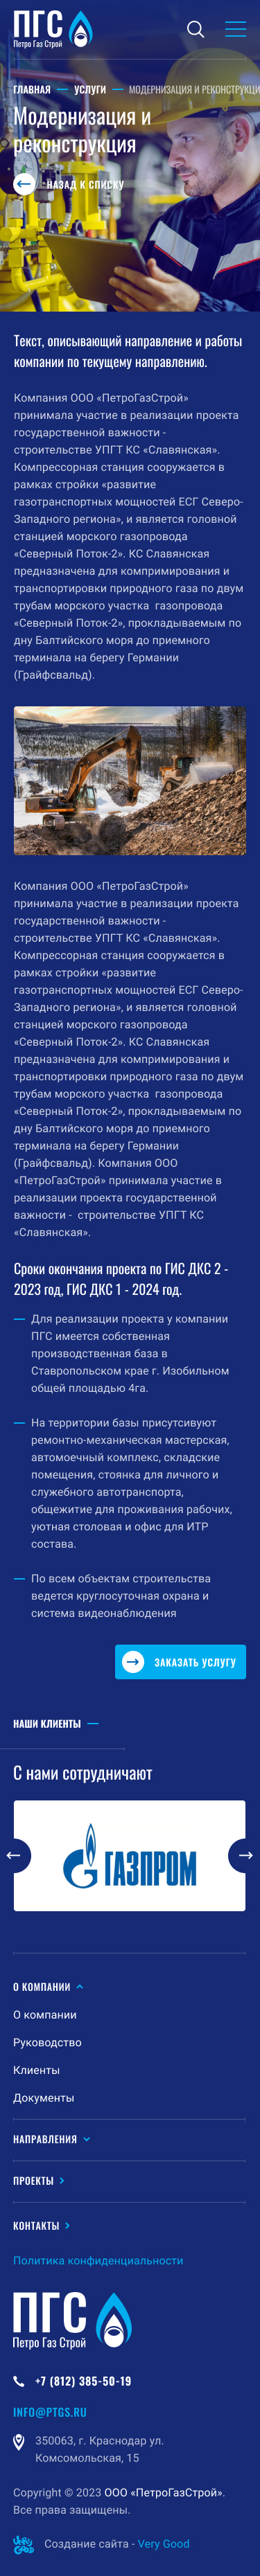 ПГС
Петро Газ Строй
ГЛАВНАЯ — УСЛУГИ — МОДЕРНИЗАЦИЯ И РЕКОНСТРУКЦИ
Модернизация и
реконструкция
НАЗАД К СПИСКУ
Текст, описывающий направление и работы
компании по текущему направлению.
Компания ООО «ПетроГазСтрой»
принимала участие в реализации проекта
государственной важности -
строительстве УПГТ КС «Славянская».
Компрессорная станция сооружается в
рамках стройки «развитие
газотранспортных мощностей ЕСГ Северо-
Западного региона», и является головной
станцией морского газопровода
«Северный Поток-2». КС Славянская
предназначена для компримирования и
транспортировки природного газа по двум
трубам морского участка газопровода
«Северный Поток-2», прокладываемым по
дну Балтийского моря до приемного
терминала на берегу Германии
(Грайфсвальд).
Компания ООО «ПетроГазСтрой»
принимала участие в реализации проекта
государственной важности -
строительстве УПГТ КС «Славянская».
Компрессорная станция сооружается в
рамках стройки «развитие
газотранспортных мощностей ЕСГ Северо-
Западного региона», и является головной
станцией морского газопровода
«Северный Поток-2». КС Славянская
предназначена для компримирования и
транспортировки природного газа по двум
трубам морского участка газопровода
«Северный Поток-2», прокладываемым по
дну Балтийского моря до приемного
терминала на берегу Германии
(Грайфсвальд). Компания ООО
«ПетроГазСтрой» принимала участие в
реализации проекта государственной
важности - строительстве УПГТ КС
«Славянская».
Сроки окончания проекта по ГИС ДКС 2 -
2023 год, ГИС ДКС 1 - 2024 год.
Для реализации проекта у компании
ПГС имеется собственная
производственная база в
Ставропольском крае г. Изобильном
общей площадью 4га.
На территории базы присутсивуют
ремонтно-механическая мастерская,
автомоечный комплекс, складские
помещения, стоянка для личного и
служебного автотранспорта,
общежитие для проживания рабочих,
уютная столовая и офис для ИТР
состава.
По всем объектам строительства
ведется круглосуточная охрана и
система видеонаблюдения
ЗАКАЗАТЬ УСЛУГУ
НАШИ КЛИЕНТЫ
С нами сотрудничают
ГАЗПРОМ
О КОМПАНИИ
О компании
Руководство
Клиенты
Документы
НАПРАВЛЕНИЯ
ПРОЕКТЫ
КОНТАКТЫ
Политика конфиденциальности
ПГС
Петро Газ Строй
+7 (812) 385-50-19
INFO@PTGS.RU
350063, г. Краснодар ул.
Комсомольская, 15
Copyright © 2023 ООО «ПетроГазСтрой».
Все права защищены.
Создание сайта - Very Good